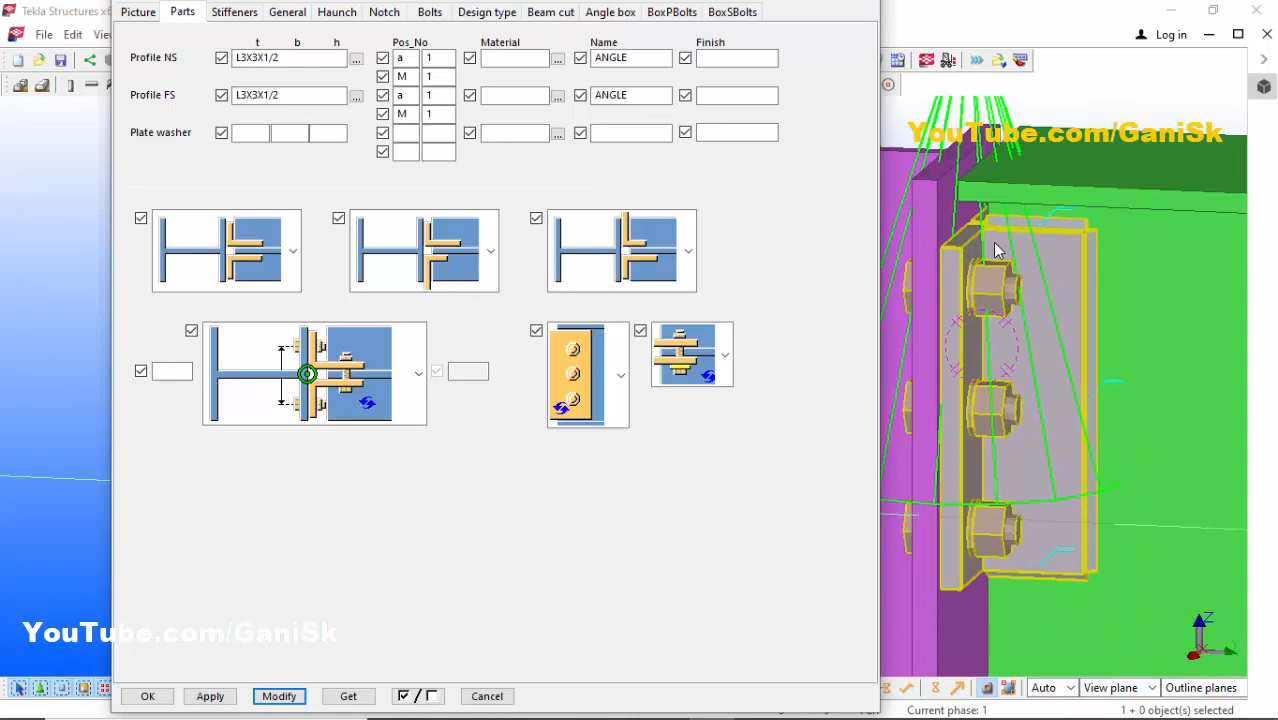 Tekla Structures x
Picture Parts Stiffeners General Haunch Notch Bolts Design type Beam cut Angle box BoxPBolts BoxSBolts
File Edit
Log in
t b h Pos_No Material Name Finish
Profile NS L3X3X1/2 ... a 1 ... ANGLE
M 1
Profile FS L3X3X1/2 ... a 1 ... ANGLE
M 1
Plate washer ...
YouTube.com/GaniSk
YouTube.com/GaniSk
Z
OK Apply Modify Get / Cancel
Auto View plane Outline planes
Current phase: 1 1 + 0 object(s) selected